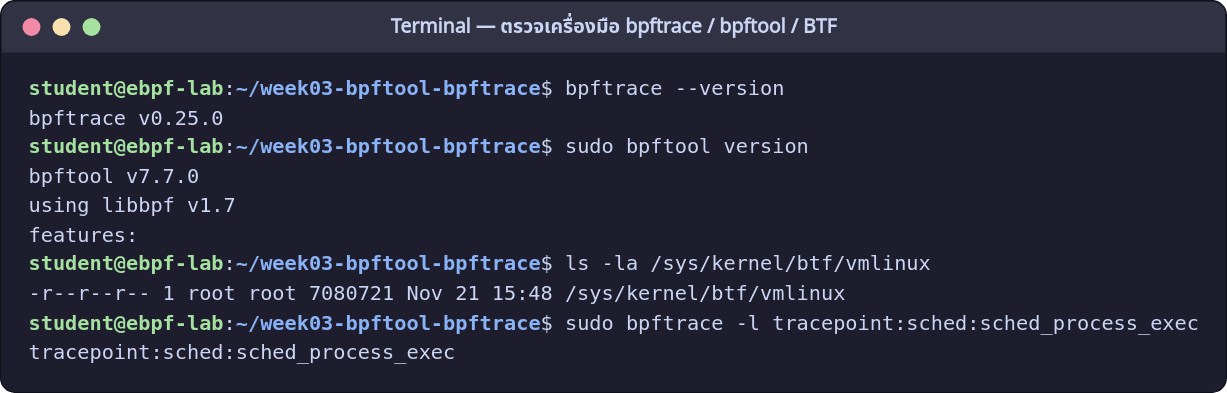 Terminal — ตรวจเครื่องมือ bpftrace / bpftool / BTF
student@ebpf-lab:~/week03-bpftool-bpftrace$ bpftrace --version
bpftrace v0.25.0
student@ebpf-lab:~/week03-bpftool-bpftrace$ sudo bpftool version
bpftool v7.7.0
using libbpf v1.7
features:
student@ebpf-lab:~/week03-bpftool-bpftrace$ ls -la /sys/kernel/btf/vmlinux
-r--r--r-- 1 root root 7080721 Nov 21 15:48 /sys/kernel/btf/vmlinux
student@ebpf-lab:~/week03-bpftool-bpftrace$ sudo bpftrace -l tracepoint:sched:sched_process_exec
tracepoint:sched:sched_process_exec